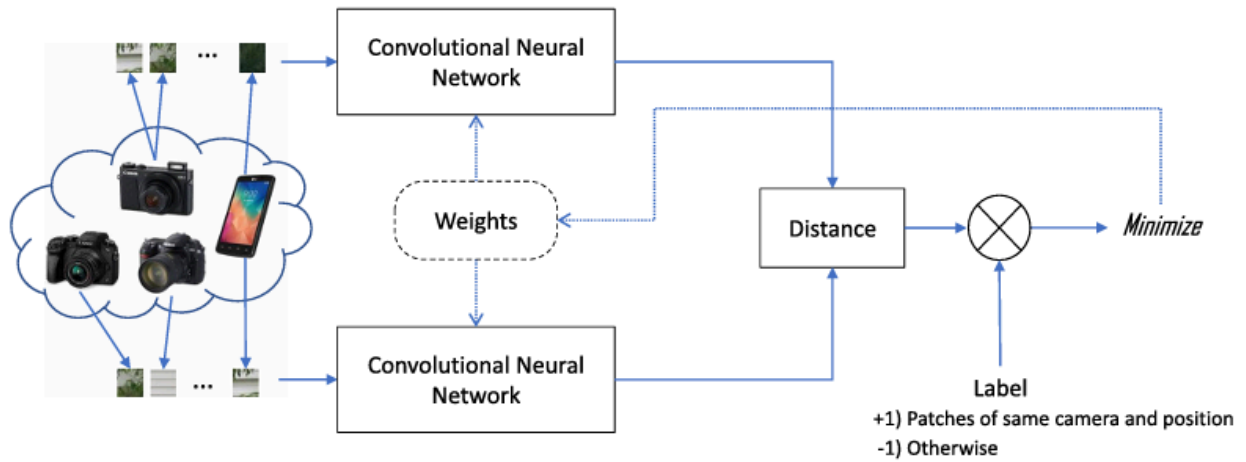 ...
Convolutional Neural
Network
Weights
Distance
Minimize
Convolutional Neural
Network
...
Label
+1) Patches of same camera and position
-1) Otherwise